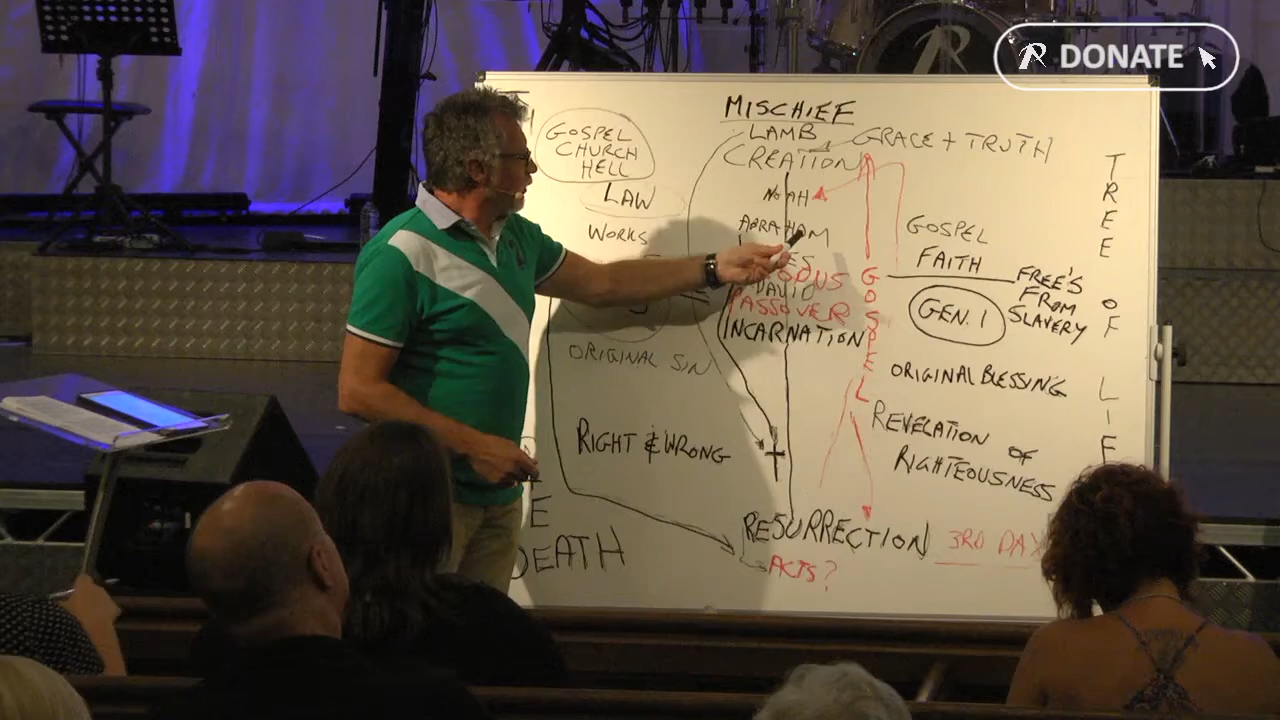 DONATE
GOSPEL
CHURCH
HELL
LAW
WORKS
ORIGINAL SIN
RIGHT & WRONG
DEATH
MISCHIEF
LAMB
CREATION
NOAH
ABRAHAM
DAVID
PASSOVER
INCARNATION
RESURRECTION
3RD DAY
ACTS?
GRACE + TRUTH
GOSPEL
GOSPEL
FAITH
FREE'S
FROM
SLAVERY
GEN. 1
ORIGINAL BLESSING
REVELATION OF
RIGHTEOUSNESS
TREE OF